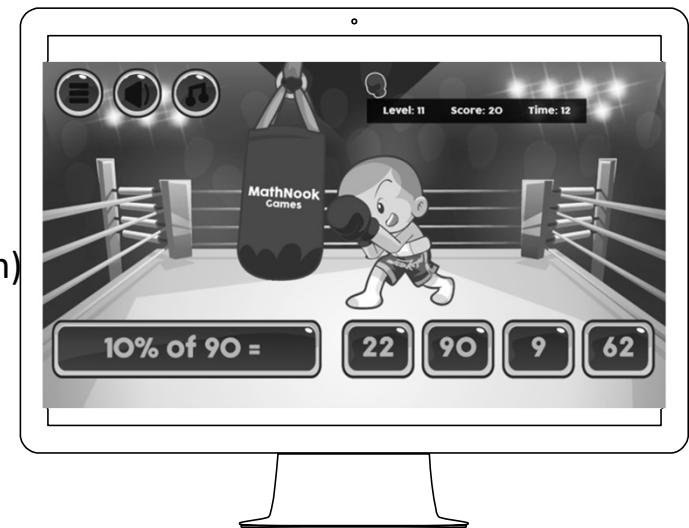 Level: 11 Score: 20 Time: 12
MathNook
Games
n)
10% of 90 = 22 90 9 62